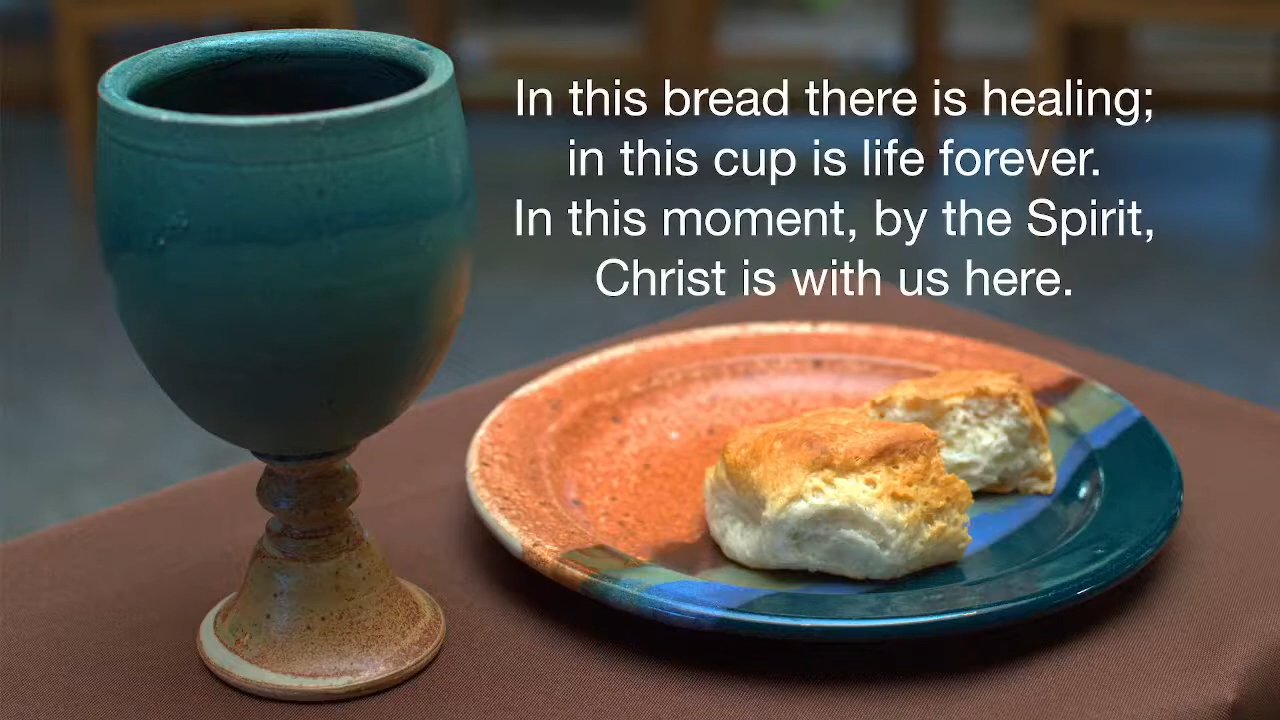 In this bread there is healing;
in this cup is life forever.
In this moment, by the Spirit,
Christ is with us here.